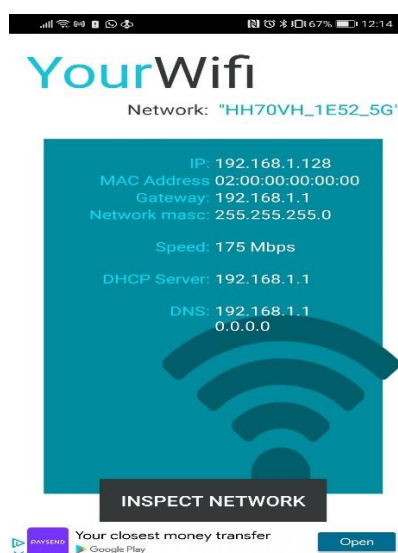 67% 12:14
YourWifi
Network: "HH70VH_1E52_5G"
IP: 192.168.1.128
MAC Address 02:00:00:00:00:00
Gateway: 192.168.1.1
Network masc: 255.255.255.0
Speed: 175 Mbps
DHCP Server: 192.168.1.1
DNS: 192.168.1.1
0.0.0.0
INSPECT NETWORK
PAYSEND
Your closest money transfer
Google Play
Open